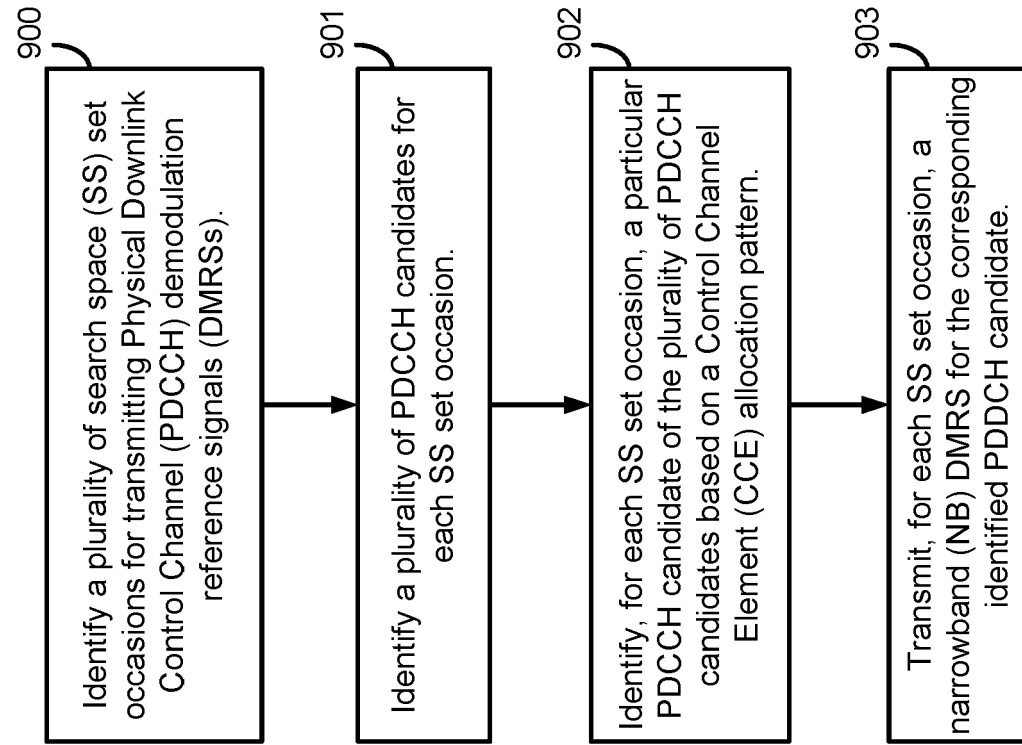 900
Identify a plurality of search space (SS) set
occasions for transmitting Physical Downlink
Control Channel (PDCCH) demodulation
reference signals (DMRSs).
901
Identify a plurality of PDCCH candidates for
each SS set occasion.
902
Identify, for each SS set occasion, a particular
PDCCH candidate of the plurality of PDCCH
candidates based on a Control Channel
Element (CCE) allocation pattern.
903
Transmit, for each SS set occasion, a
narrowband (NB) DMRS for the corresponding
identified PDDCH candidate.